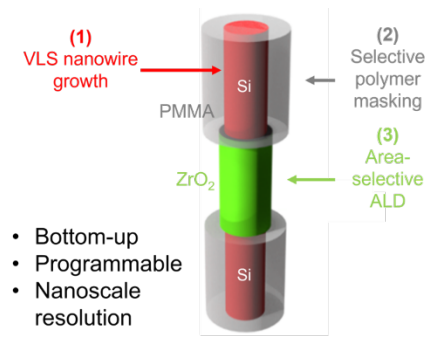 (1)
VLS nanowire
growth
Si
(2)
Selective
polymer
masking
PMMA
(3)
Area-
selective
ALD
ZrO₂
• Bottom-up
• Programmable
• Nanoscale
resolution
Si